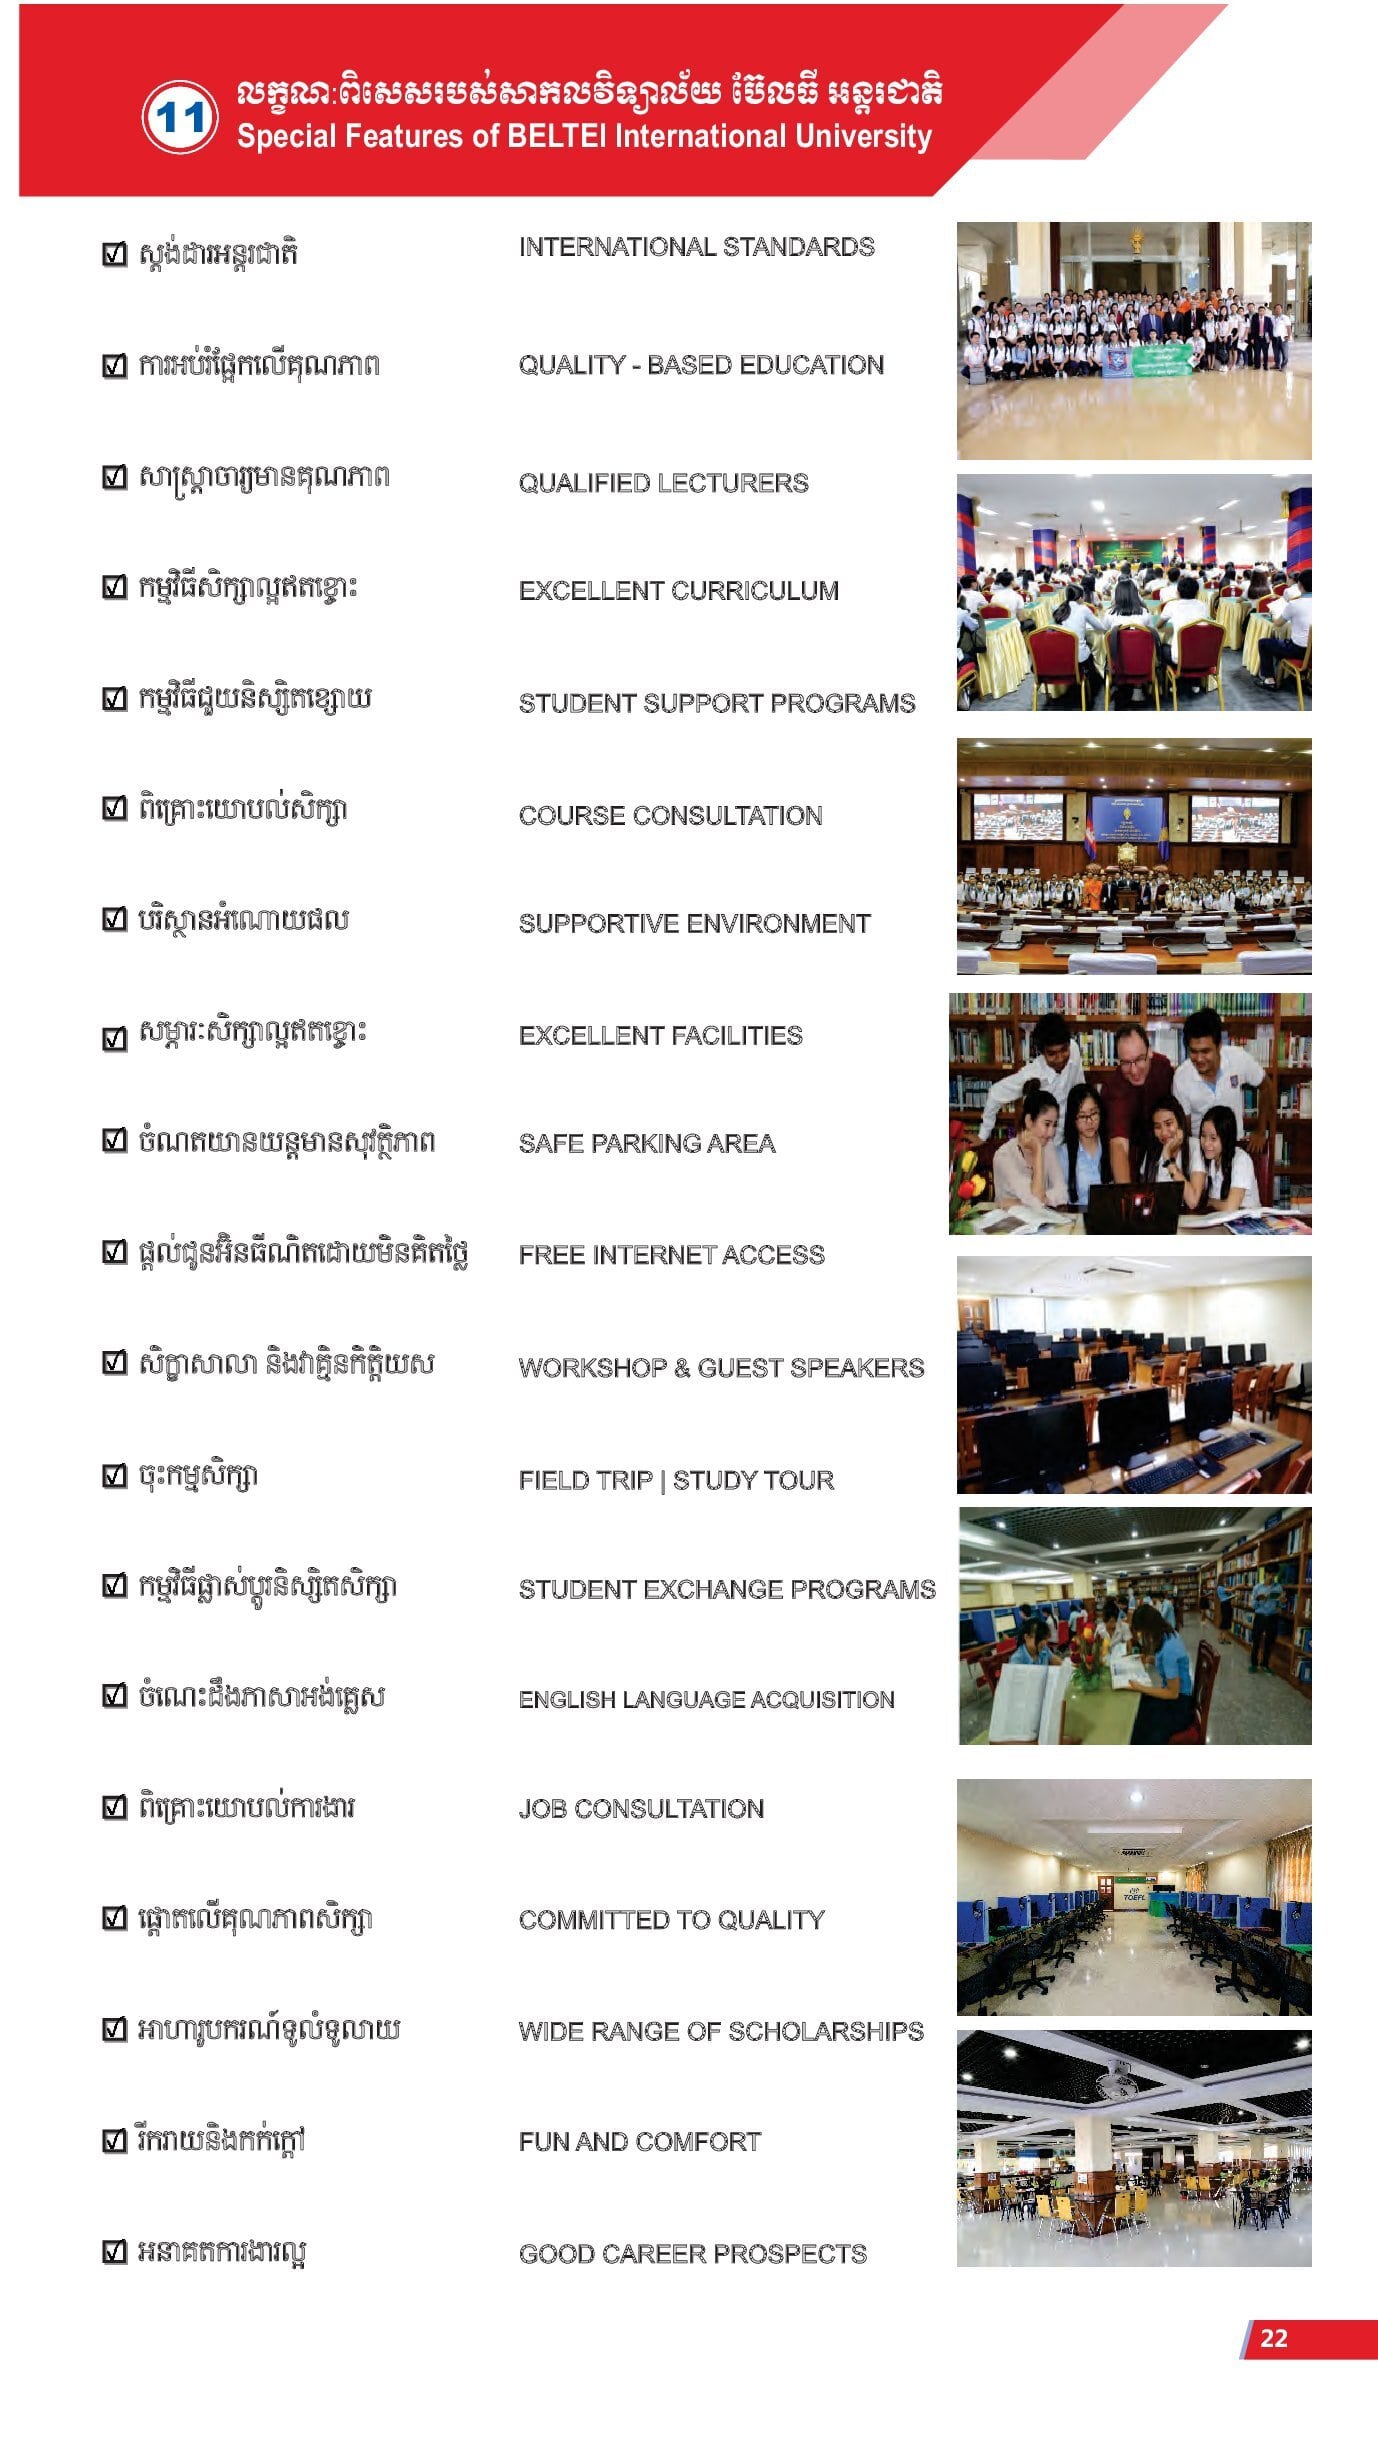 11
លក្ខណៈពិសេសរបស់សាកលវិទ្យាល័យ ប៊ែលធី អន្តរជាតិ
Special Features of BELTEI International University
ស្តង់ដារអន្តរជាតិ INTERNATIONAL STANDARDS
ការអប់រំផ្អែកលើគុណភាព QUALITY - BASED EDUCATION
សាស្ត្រាចារ្យមានគុណភាព QUALIFIED LECTURERS
កម្មវិធីសិក្សាល្អឥតខ្ចោះ EXCELLENT CURRICULUM
កម្មវិធីជួយនិស្សិតខ្សោយ STUDENT SUPPORT PROGRAMS
ពិគ្រោះយោបល់សិក្សា COURSE CONSULTATION
បរិស្ថានអំណោយផល SUPPORTIVE ENVIRONMENT
សម្ភារៈសិក្សាល្អឥតខ្ចោះ EXCELLENT FACILITIES
ចំណតយានយន្តមានសុវត្ថិភាព SAFE PARKING AREA
ផ្តល់ជូនអ៊ិនធឺណិតដោយមិនគិតថ្លៃ FREE INTERNET ACCESS
សិក្ខាសាលា និងវាគ្មិនកិត្តិយស WORKSHOP & GUEST SPEAKERS
ចុះកម្មសិក្សា FIELD TRIP | STUDY TOUR
កម្មវិធីផ្លាស់ប្តូរនិស្សិតសិក្សា STUDENT EXCHANGE PROGRAMS
ចំណេះដឹងភាសាអង់គ្លេស ENGLISH LANGUAGE ACQUISITION
ពិគ្រោះយោបល់ការងារ JOB CONSULTATION
ផ្តោតលើគុណភាពសិក្សា COMMITTED TO QUALITY
អាហារូបករណ៍ទូលំទូលាយ WIDE RANGE OF SCHOLARSHIPS
រីករាយនិងកក់ក្តៅ FUN AND COMFORT
អនាគតការងារល្អ GOOD CAREER PROSPECTS
TOEFL
22